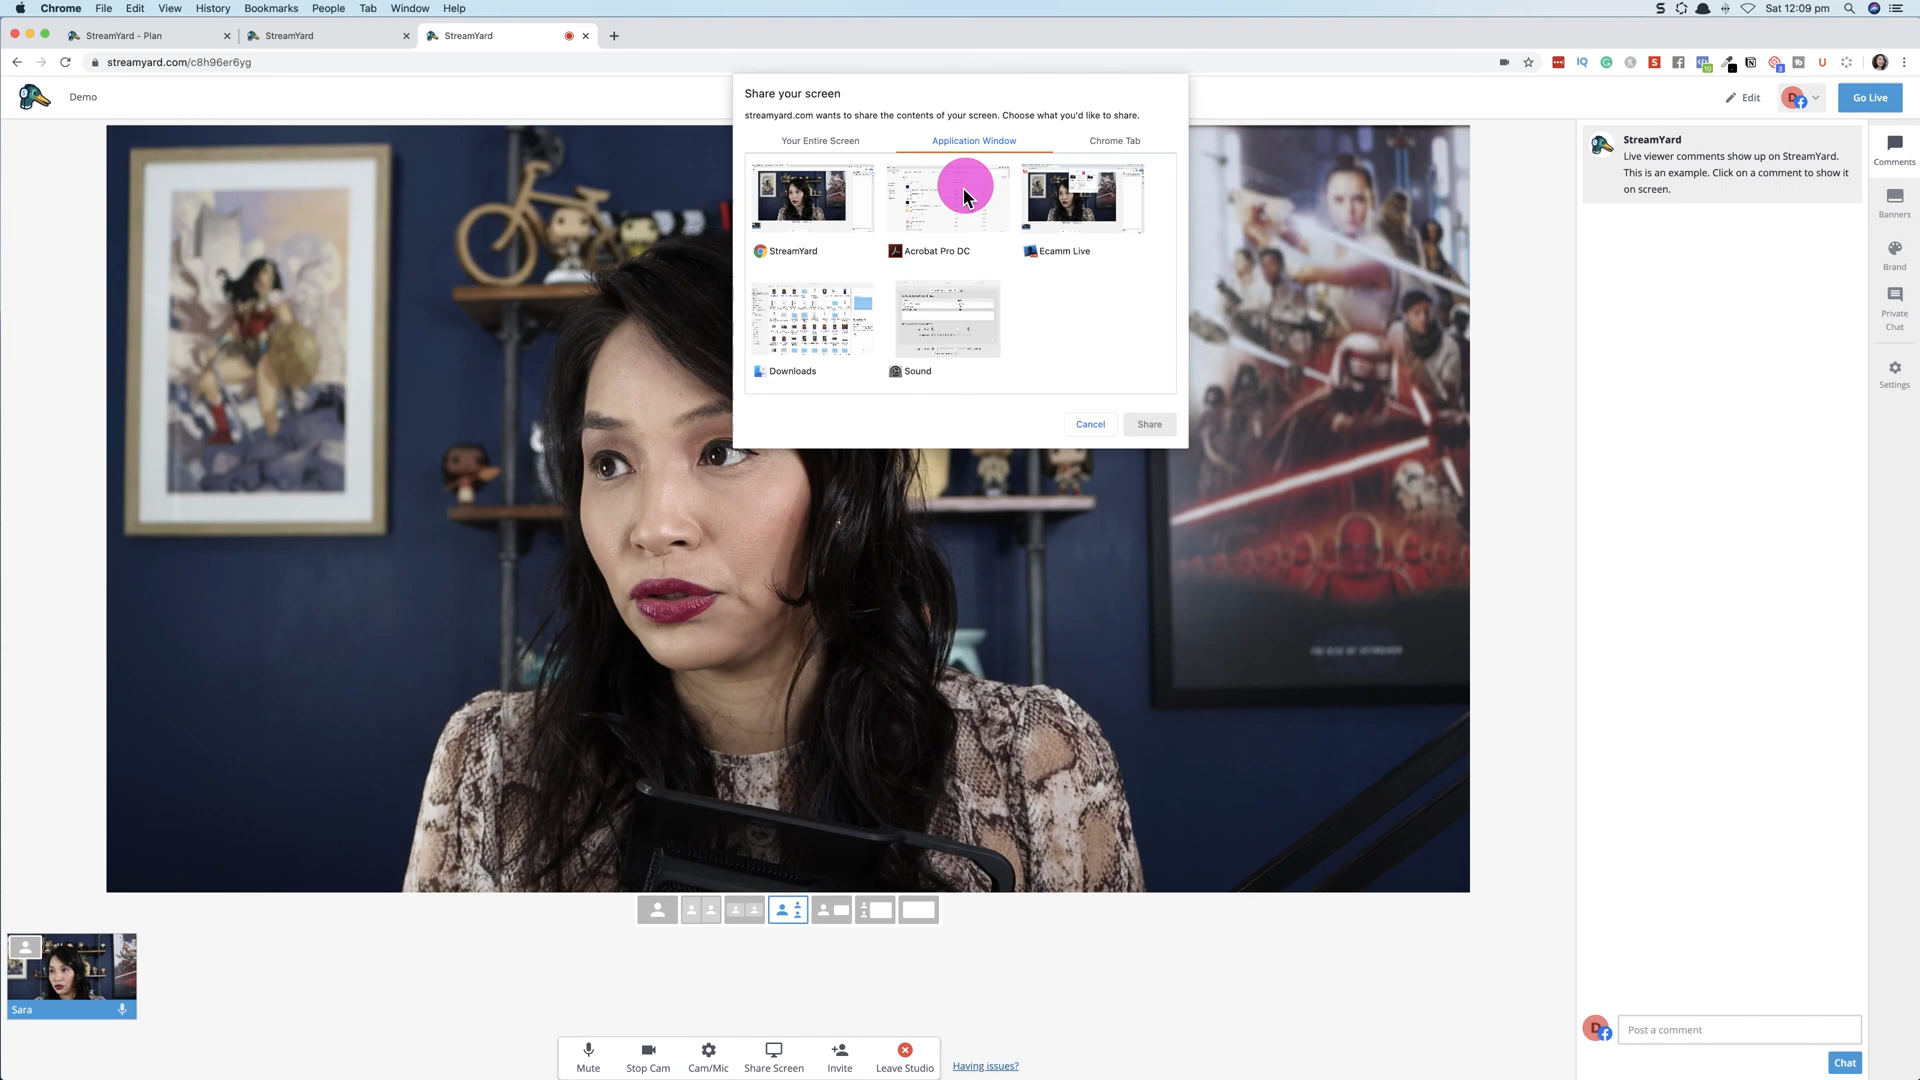 Chrome File Edit View History Bookmarks People Tab Window Help
Sat 12:09 pm
StreamYard - Plan
StreamYard
StreamYard
streamyard.com/c8h96er6yg
Demo
Edit
D
Go Live
Share your screen
streamyard.com wants to share the contents of your screen. Choose what you'd like to share.
Your Entire Screen
Application Window
Chrome Tab
StreamYard
Acrobat Pro DC
Ecamm Live
Downloads
Sound
Cancel
Share
StreamYard
Live viewer comments show up on StreamYard.
This is an example. Click on a comment to show it
on screen.
Comments
Banners
Brand
Private
Chat
Settings
Sara
Mute
Stop Cam
Cam/Mic
Share Screen
Invite
Leave Studio
Having issues?
D
Post a comment
Chat